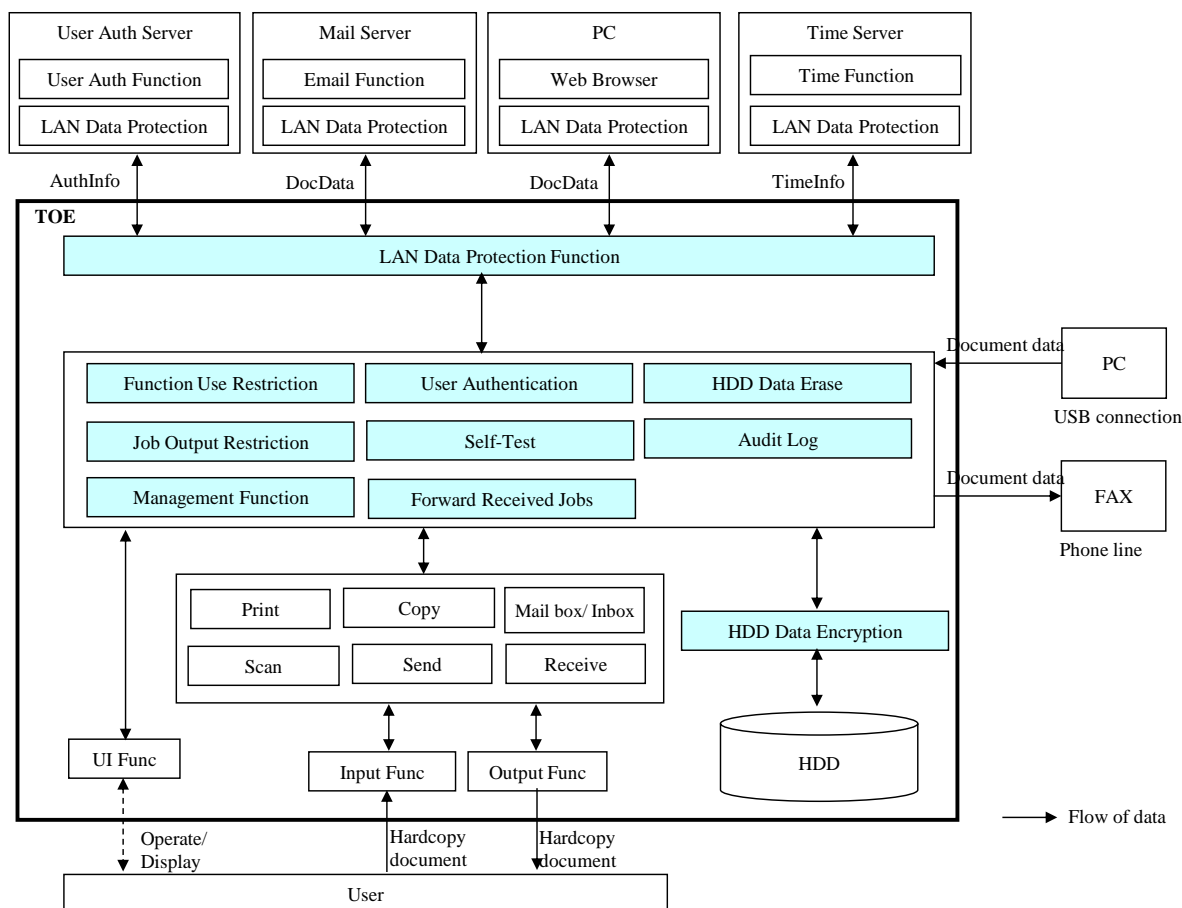 User Auth Server
Mail Server
PC
Time Server
User Auth Function
Email Function
Web Browser
Time Function
LAN Data Protection
LAN Data Protection
LAN Data Protection
LAN Data Protection
AuthInfo
DocData
DocData
TimeInfo
TOE
LAN Data Protection Function
Function Use Restriction
User Authentication
HDD Data Erase
Job Output Restriction
Self-Test
Audit Log
Management Function
Forward Received Jobs
Document data
PC
USB connection
Document data
FAX
Phone line
Print
Copy
Mail box/ Inbox
Scan
Send
Receive
HDD Data Encryption
UI Func
Input Func
Output Func
HDD
Flow of data
Operate/
Display
Hardcopy
document
Hardcopy
document
User